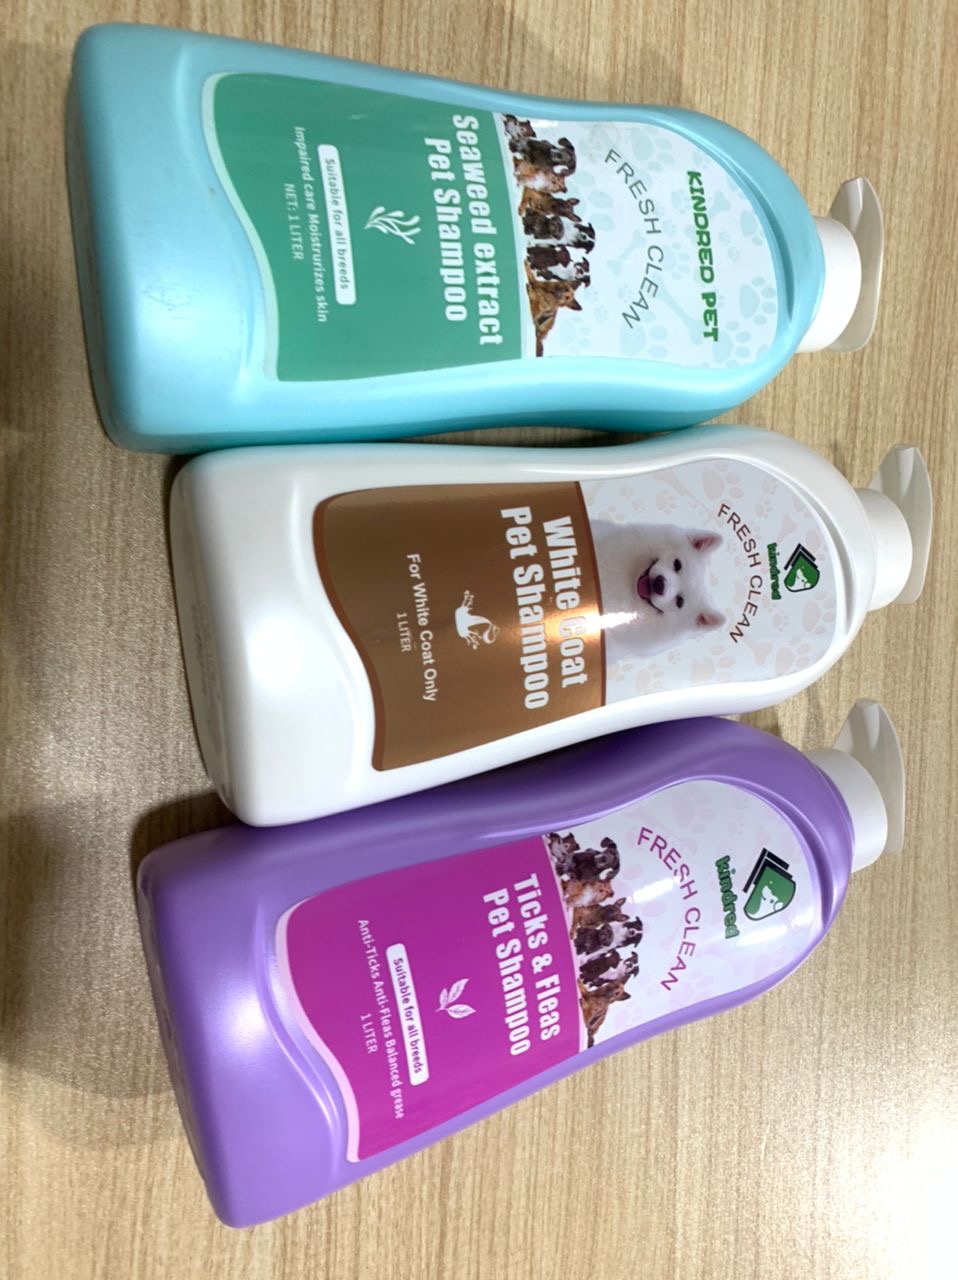 KINDRED PET
FRESH CLEAN
Seaweed extract
Pet Shampoo
Suitable for all breeds
Impaired care Moistrurizes skin
NET: 1 LITER
kindred
FRESH CLEAN
White Coat
Pet Shampoo
For White Coat Only
1 LITER
kindred
FRESH CLEAN
Ticks & Fleas
Pet Shampoo
Suitable for all breeds
Anti-Ticks Anti-Fleas Balanced grease
1 LITER